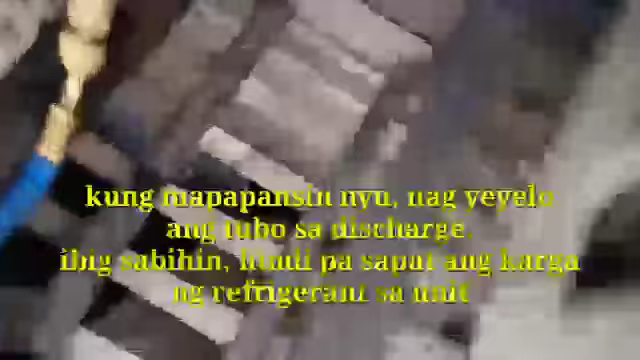 kung mapapansin nyo, nag yeyelo
ang tubo sa discharge.
ibig sabihin, hindi pa sapat ang karga
ng refrigerant sa unit